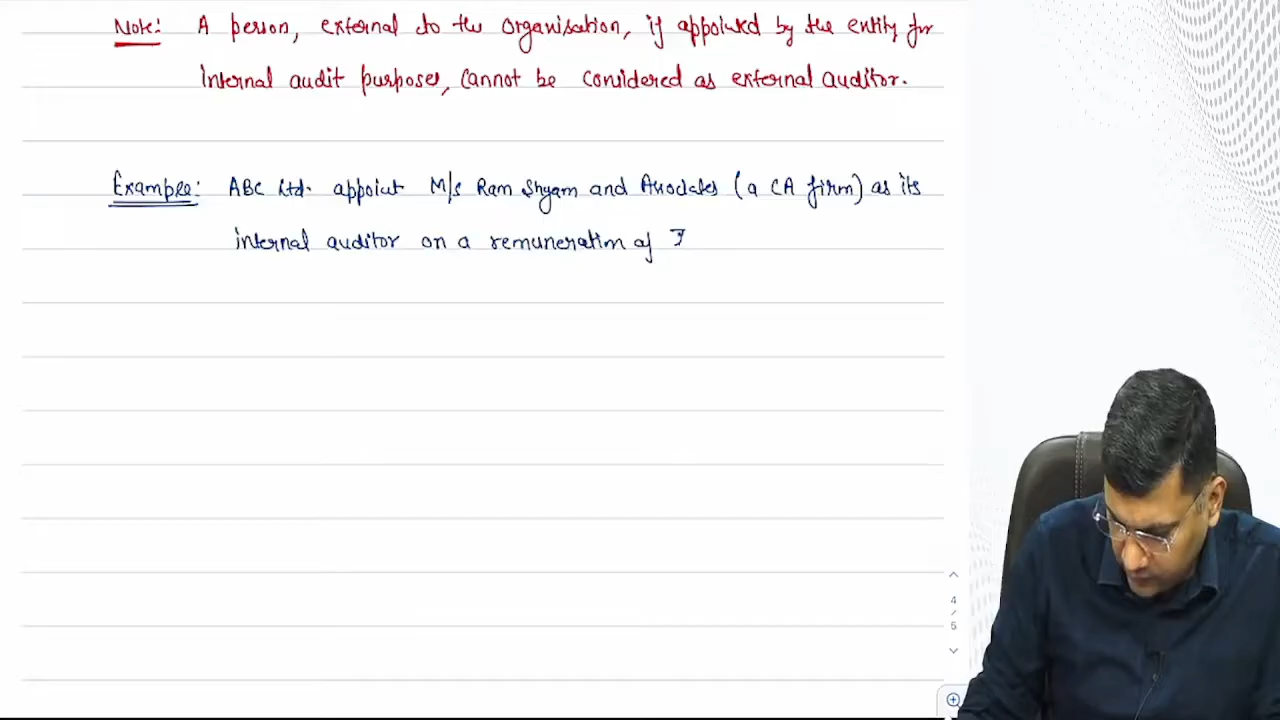 Note: A person, external to the organisation, if appointed by the entity for
internal audit purposes, cannot be considered as external auditor.
Example: ABC Ltd. appoint M/s Ram Shyam and Associates (a CA firm) as its
internal auditor on a remuneration of ₹
4
/
5